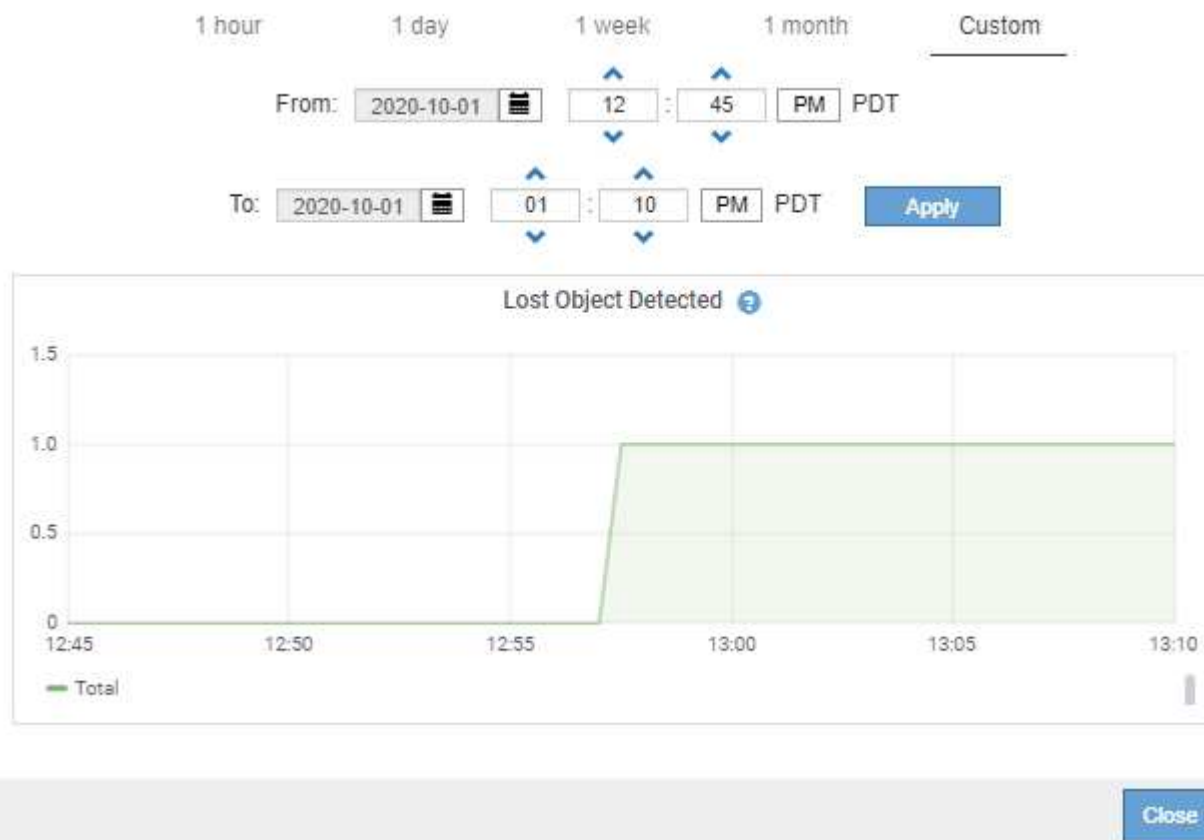 1 hour 1 day 1 week 1 month Custom
From: 2020-10-01 12 : 45 PM PDT
To: 2020-10-01 01 : 10 PM PDT Apply
Lost Object Detected ?
1.5
1.0
0.5
0
12:45 12:50 12:55 13:00 13:05 13:10
Total
Close